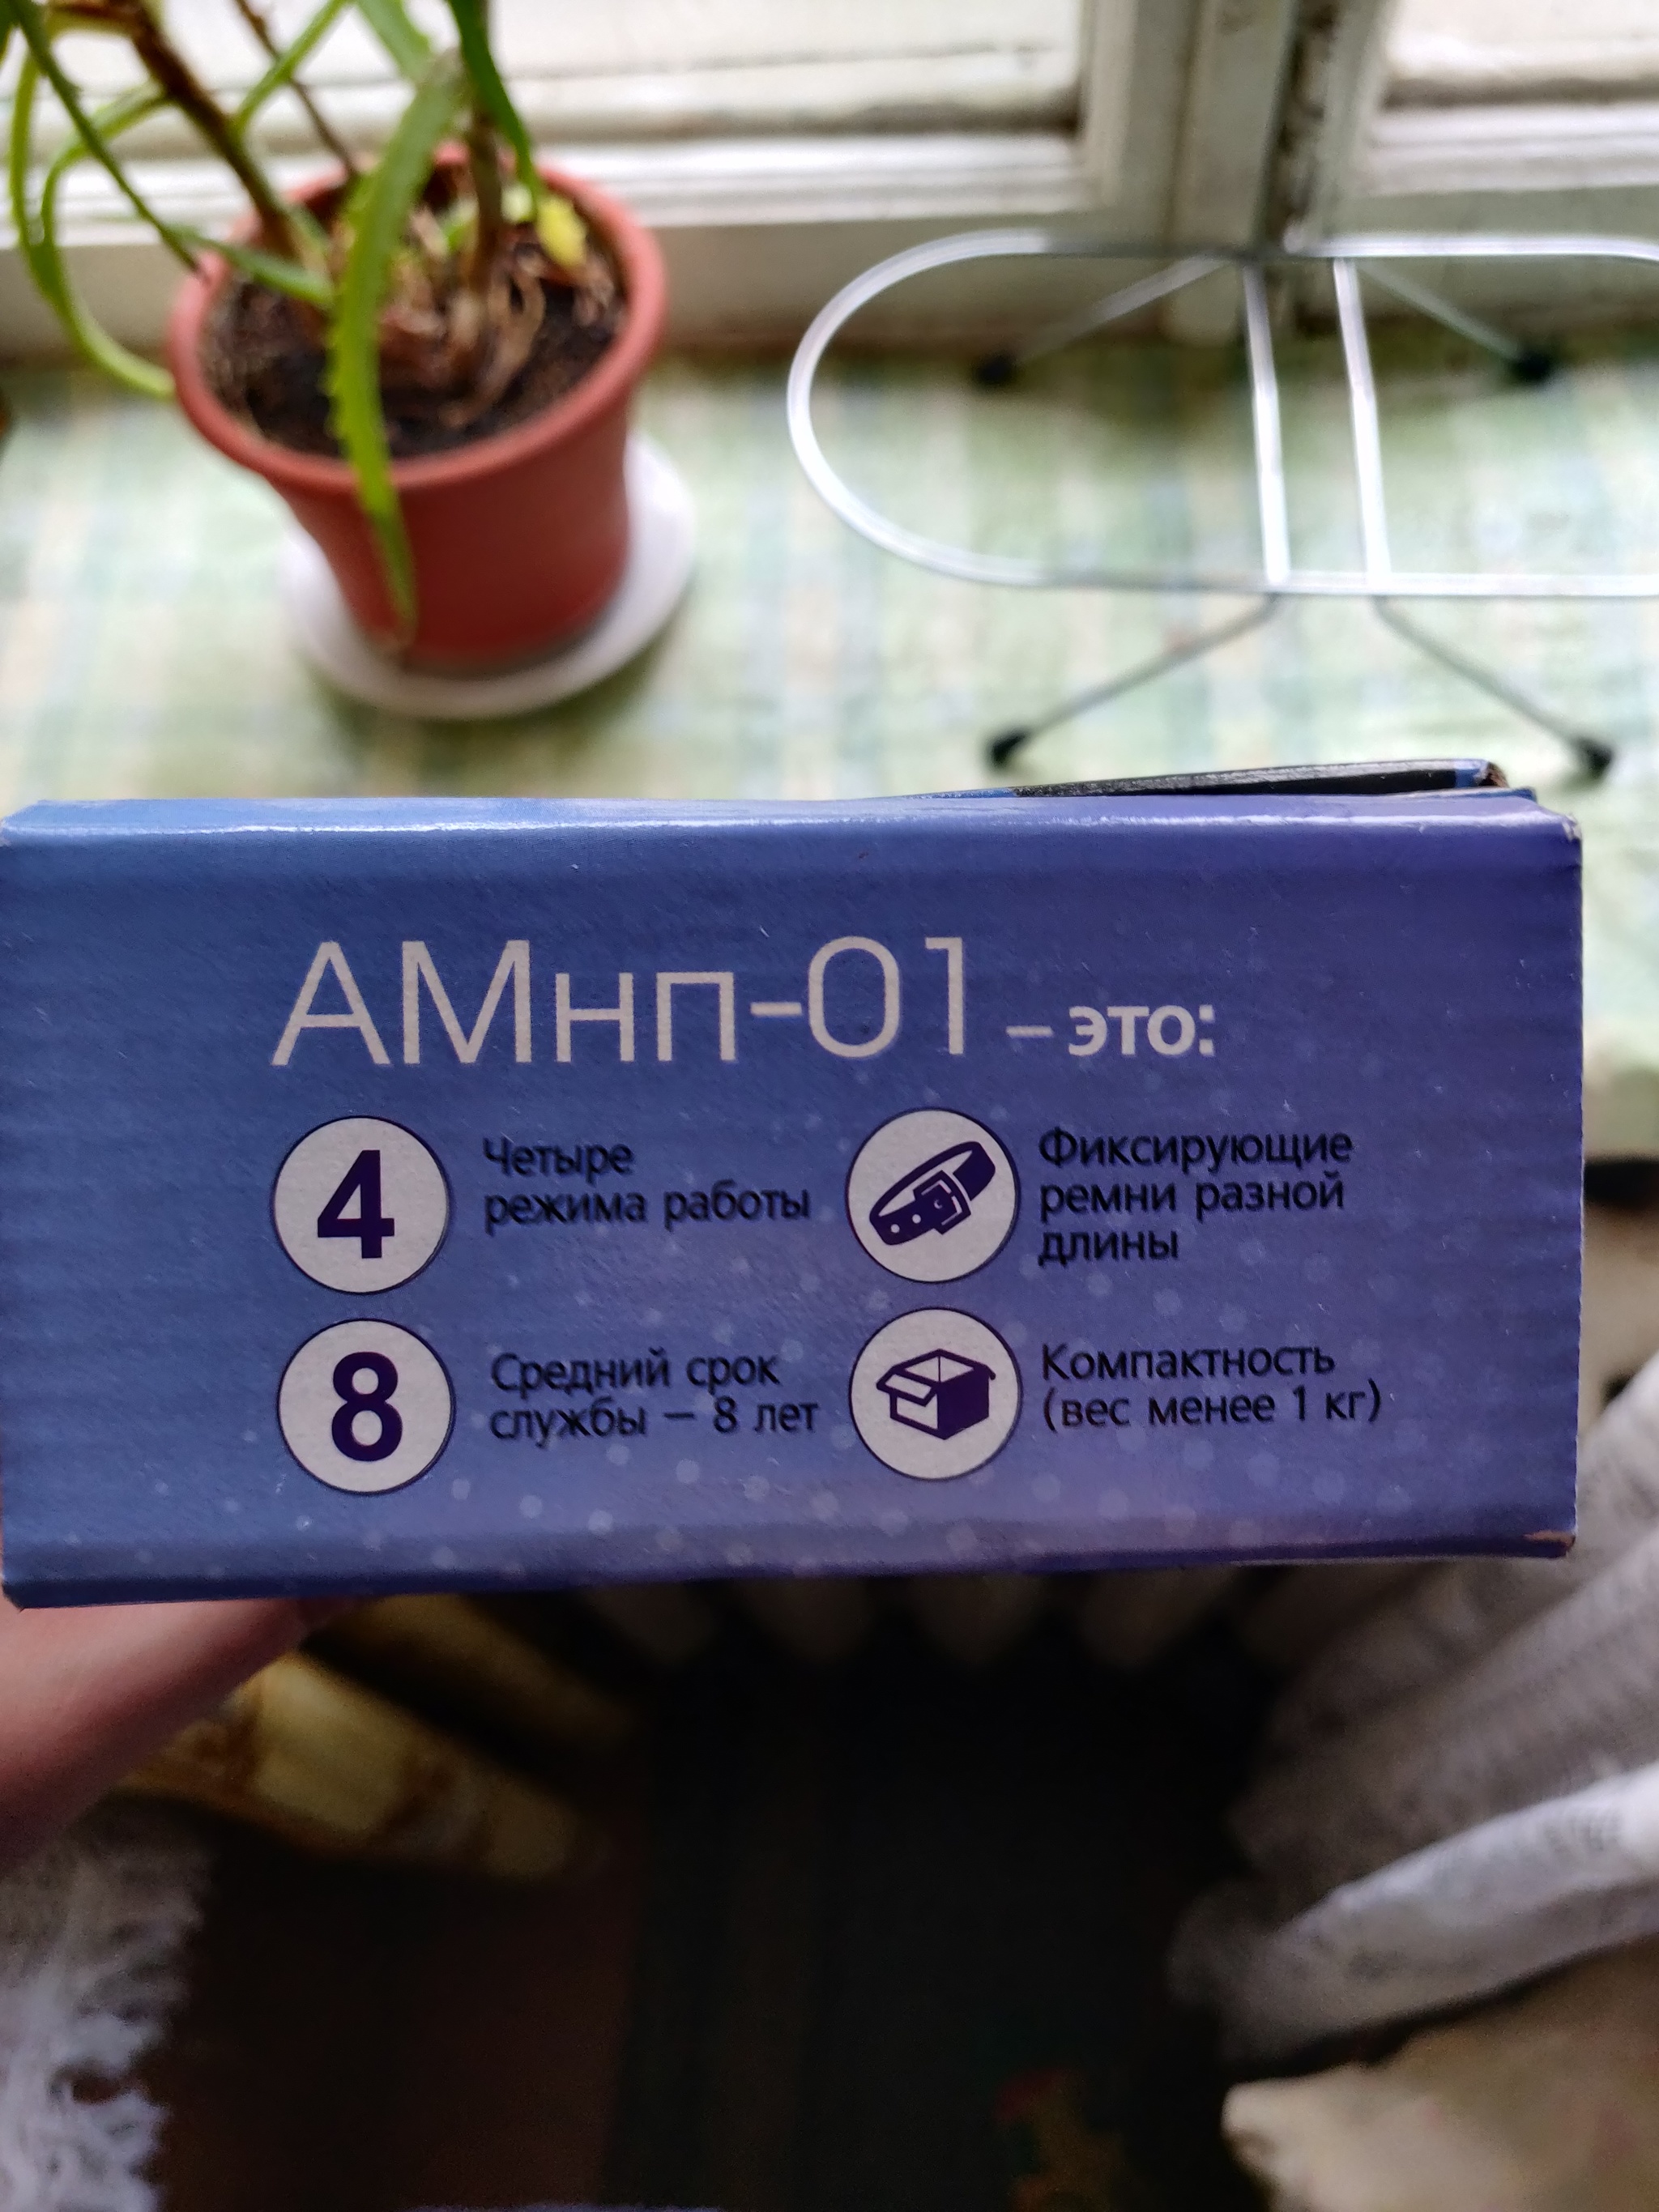 АМнп-01 – это:
4
Четыре
режима работы
Фиксирующие
ремни разной
длины
8
Средний срок
службы – 8 лет
Компактность
(вес менее 1 кг)